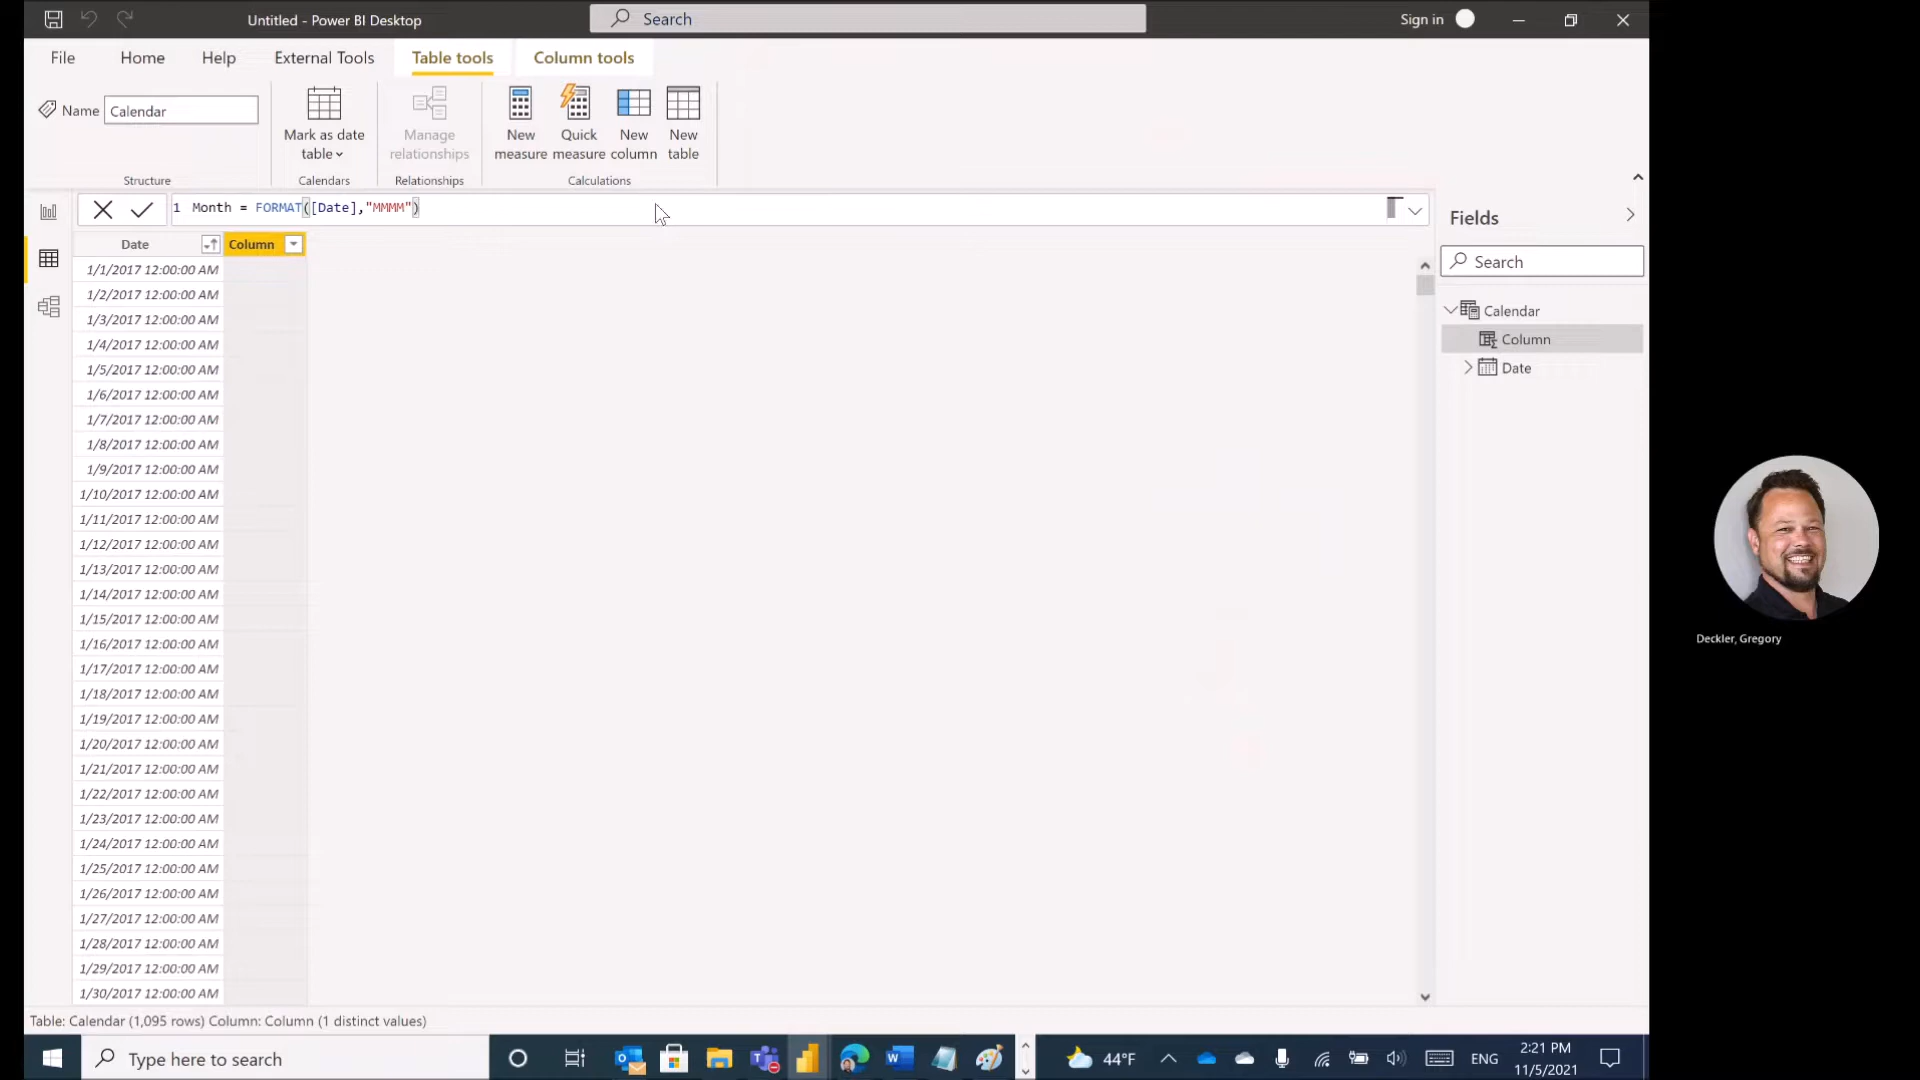 Untitled - Power BI Desktop
Search
Sign in
File
Home
Help
External Tools
Table tools
Column tools
Name
Calendar
Mark as date
table
Manage
relationships
New
measure
Quick
measure
New
column
New
table
Structure
Calendars
Relationships
Calculations
1 Month = FORMAT([Date],"MMMM")
Date
Column
1/1/2017 12:00:00 AM
1/2/2017 12:00:00 AM
1/3/2017 12:00:00 AM
1/4/2017 12:00:00 AM
1/5/2017 12:00:00 AM
1/6/2017 12:00:00 AM
1/7/2017 12:00:00 AM
1/8/2017 12:00:00 AM
1/9/2017 12:00:00 AM
1/10/2017 12:00:00 AM
1/11/2017 12:00:00 AM
1/12/2017 12:00:00 AM
1/13/2017 12:00:00 AM
1/14/2017 12:00:00 AM
1/15/2017 12:00:00 AM
1/16/2017 12:00:00 AM
1/17/2017 12:00:00 AM
1/18/2017 12:00:00 AM
1/19/2017 12:00:00 AM
1/20/2017 12:00:00 AM
1/21/2017 12:00:00 AM
1/22/2017 12:00:00 AM
1/23/2017 12:00:00 AM
1/24/2017 12:00:00 AM
1/25/2017 12:00:00 AM
1/26/2017 12:00:00 AM
1/27/2017 12:00:00 AM
1/28/2017 12:00:00 AM
1/29/2017 12:00:00 AM
1/30/2017 12:00:00 AM
Fields
Search
Calendar
Column
Date
Deckler, Gregory
Table: Calendar (1,095 rows) Column: Column (1 distinct values)
Type here to search
44°F
ENG
2:21 PM
11/5/2021